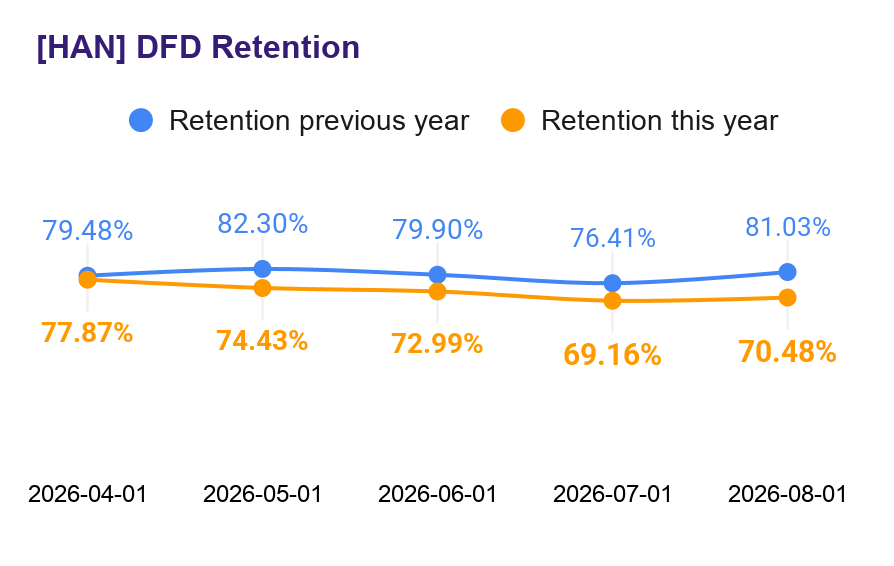 [HAN] DFD Retention
Retention previous year Retention this year
79.48% 82.30% 79.90% 76.41% 81.03%
77.87% 74.43% 72.99% 69.16% 70.48%
2026-04-01 2026-05-01 2026-06-01 2026-07-01 2026-08-01